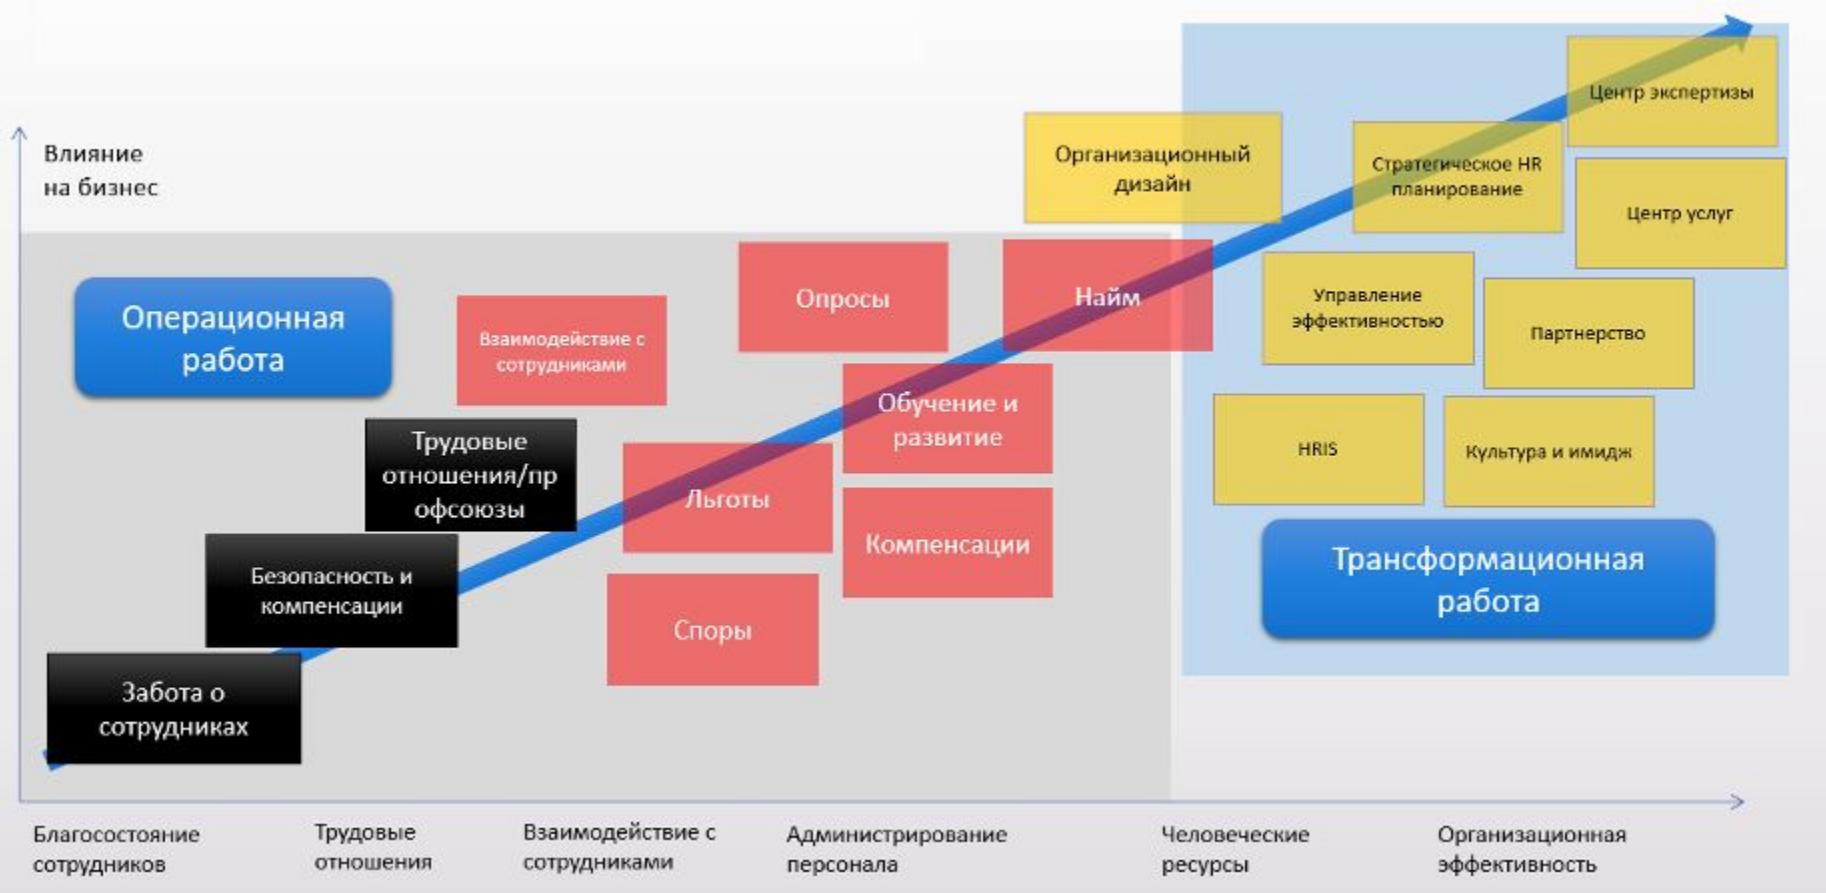 Влияние
на бизнес
Операционная
работа
Забота о
сотрудниках
Безопасность и
компенсации
Трудовые
отношения/пр
офсоюзы
Взаимодействие с
сотрудниками
Споры
Льготы
Опросы
Обучение и
развитие
Компенсации
Найм
Организационный
дизайн
Центр экспертизы
Стратегическое HR
планирование
Центр услуг
Управление
эффективностью
Партнерство
HRIS
Культура и имидж
Трансформационная
работа
Благосостояние
сотрудников
Трудовые
отношения
Взаимодействие с
сотрудниками
Администрирование
персонала
Человеческие
ресурсы
Организационная
эффективность